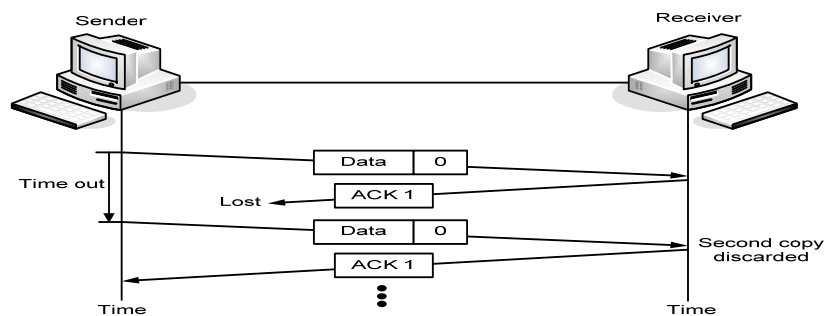 Sender
Receiver
Data 0
Time out
ACK 1
Lost
Data 0
Second copy
discarded
ACK 1
Time
Time